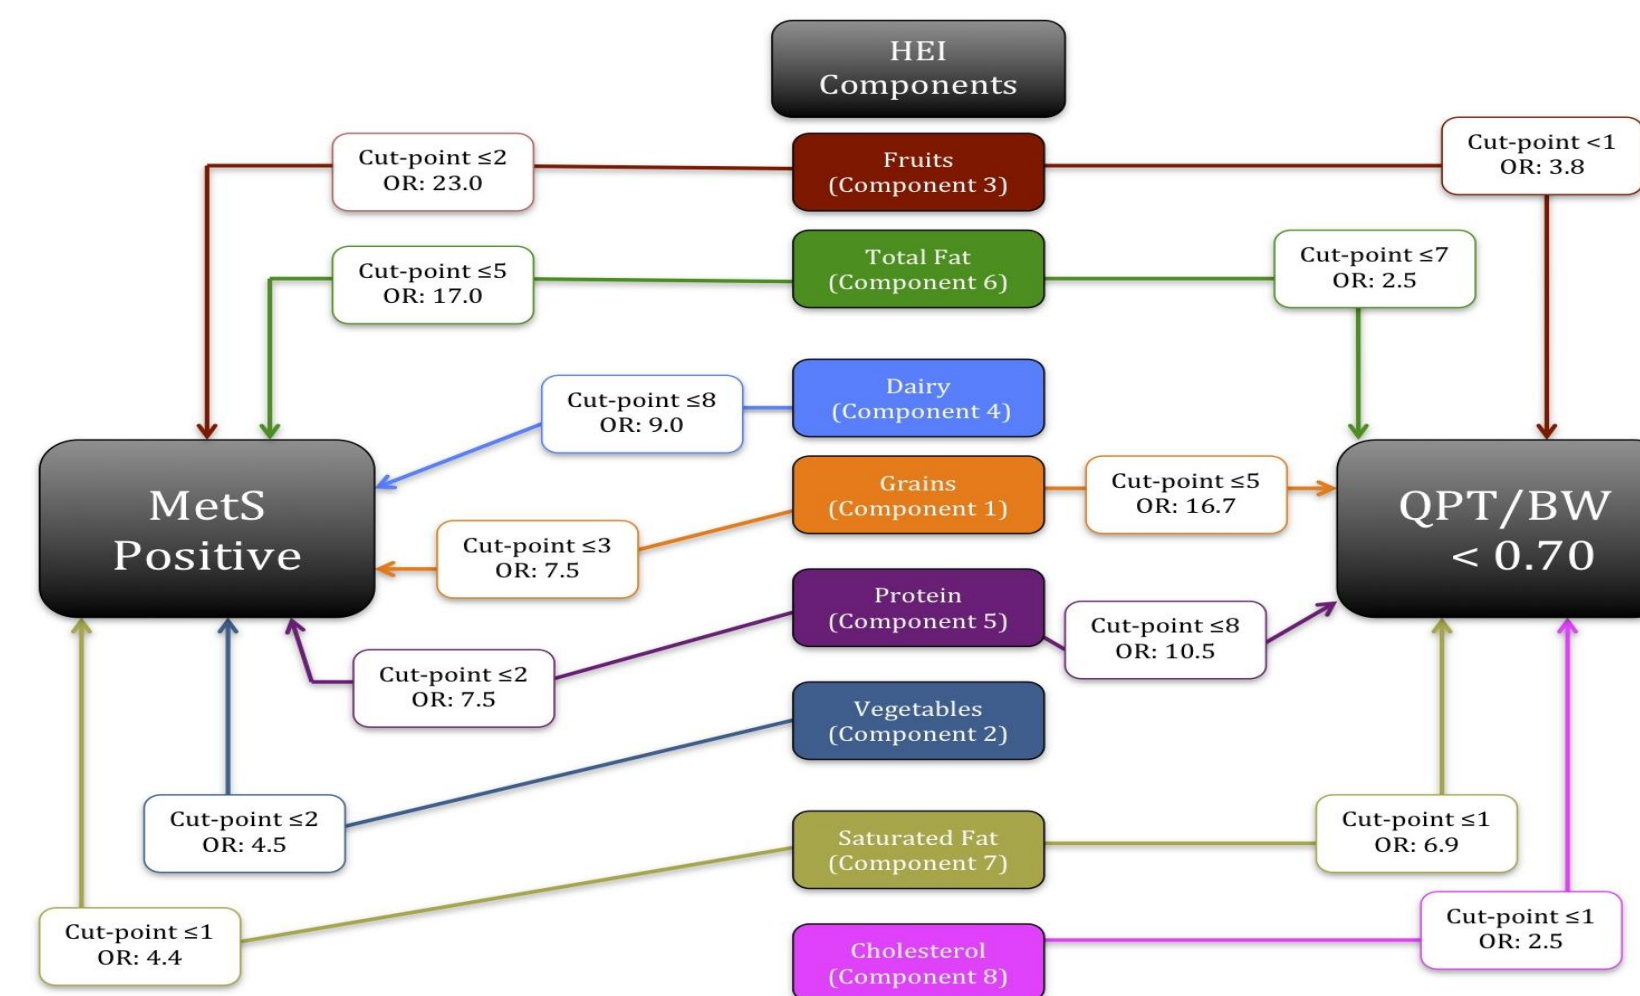 HEI
Components
Cut-point ≤2
OR: 23.0
Fruits
(Component 3)
Cut-point <1
OR: 3.8
Cut-point ≤5
OR: 17.0
Total Fat
(Component 6)
Cut-point ≤7
OR: 2.5
Cut-point ≤8
OR: 9.0
Dairy
(Component 4)
MetS
Positive
Cut-point ≤3
OR: 7.5
Grains
(Component 1)
Cut-point ≤5
OR: 16.7
QPT/BW
< 0.70
Cut-point ≤2
OR: 7.5
Protein
(Component 5)
Cut-point ≤8
OR: 10.5
Cut-point ≤2
OR: 4.5
Vegetables
(Component 2)
Cut-point ≤1
OR: 4.4
Saturated Fat
(Component 7)
Cut-point ≤1
OR: 6.9
Cholesterol
(Component 8)
Cut-point ≤1
OR: 2.5